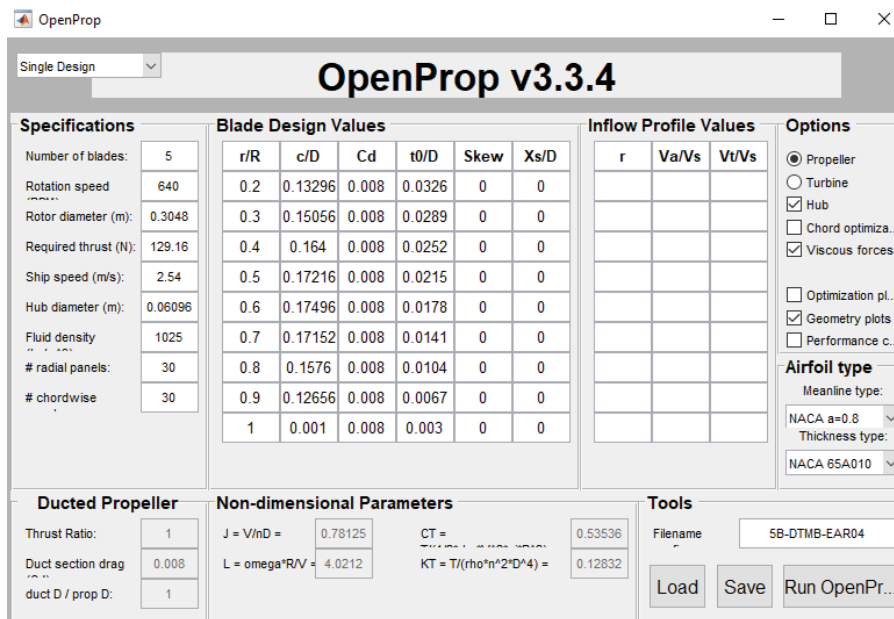 OpenProp
Single Design
OpenProp v3.3.4
Specifications
Number of blades: 5
Rotation speed 640
Rotor diameter (m): 0.3048
Required thrust (N): 129.16
Ship speed (m/s): 2.54
Hub diameter (m): 0.06096
Fluid density 1025
# radial panels: 30
# chordwise 30
Blade Design Values
r/R c/D Cd t0/D Skew Xs/D
0.2 0.13296 0.008 0.0326 0 0
0.3 0.15056 0.008 0.0289 0 0
0.4 0.164 0.008 0.0252 0 0
0.5 0.17216 0.008 0.0215 0 0
0.6 0.17496 0.008 0.0178 0 0
0.7 0.17152 0.008 0.0141 0 0
0.8 0.1576 0.008 0.0104 0 0
0.9 0.12656 0.008 0.0067 0 0
1 0.001 0.008 0.003 0 0
Inflow Profile Values
r Va/Vs Vt/Vs
Options
Propeller
Turbine
Hub
Chord optimiza...
Viscous forces
Optimization pl...
Geometry plots
Performance c...
Airfoil type
Meanline type:
NACA a=0.8
Thickness type:
NACA 65A010
Ducted Propeller
Thrust Ratio: 1
Duct section drag 0.008
duct D / prop D: 1
Non-dimensional Parameters
J = V/nD = 0.78125
L = omega*R/V = 4.0212
CT = 0.53536
KT = T/(rho*n^2*D^4) = 0.12832
Tools
Filename 5B-DTMB-EAR04
Load Save Run OpenPr...